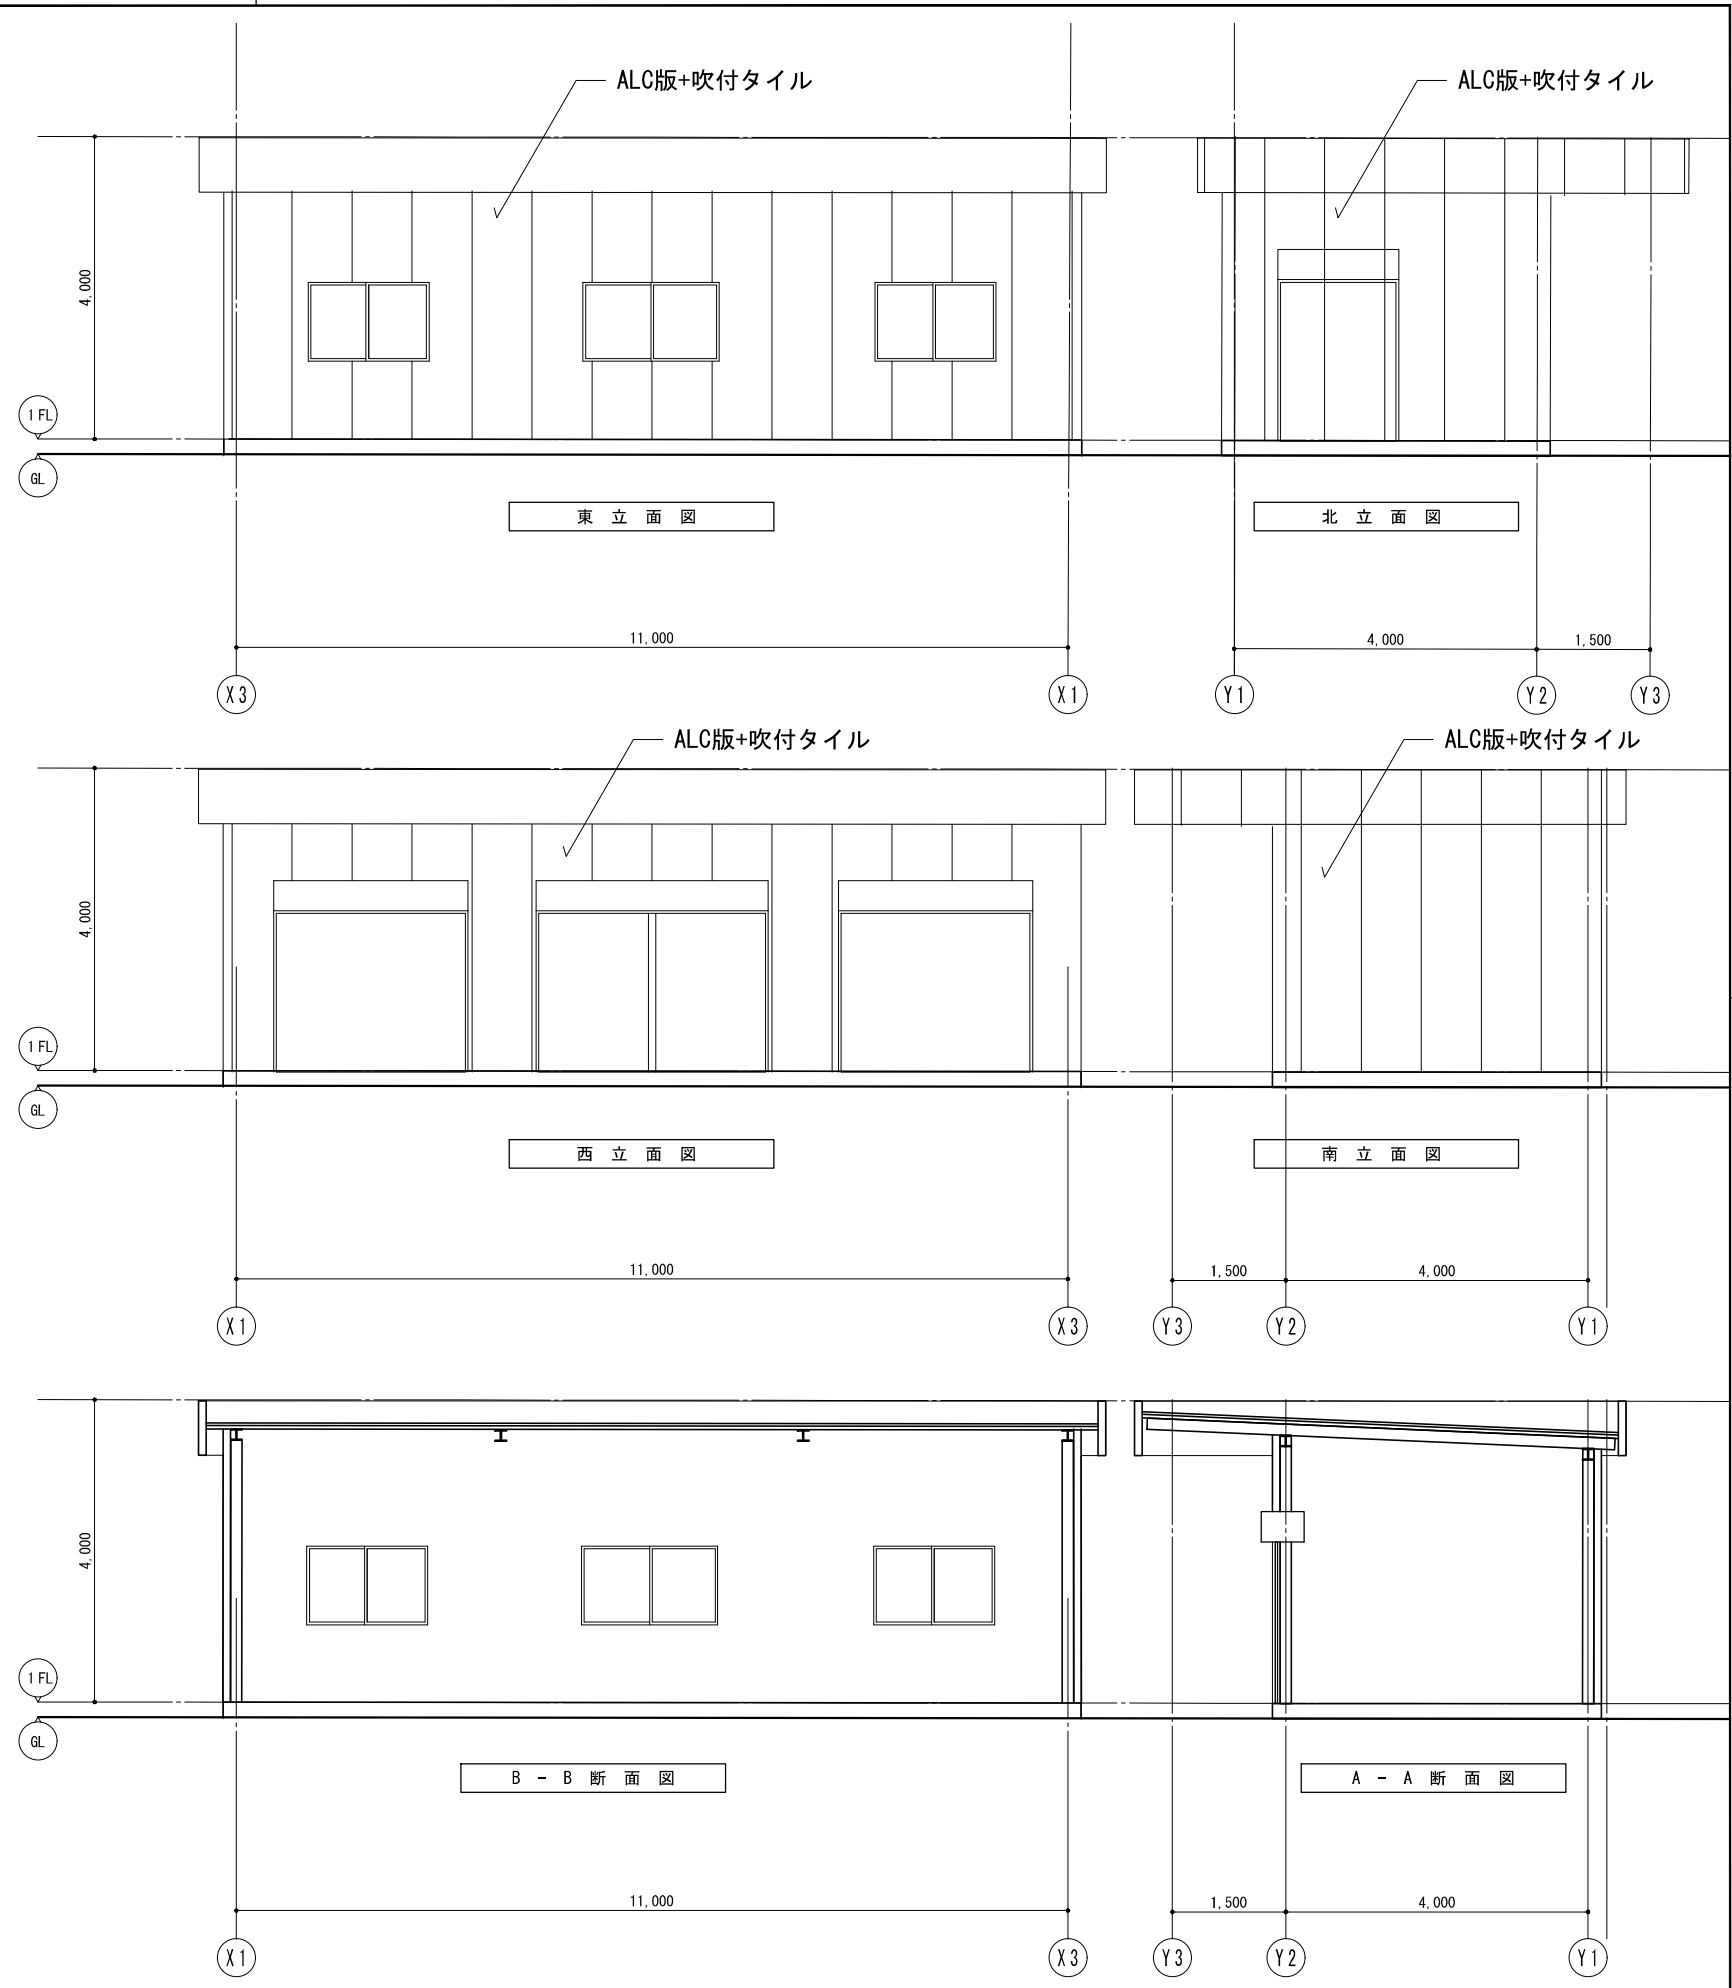 ALC版+吹付タイル
ALC版+吹付タイル
4,000
1FL
GL
東立面図
北立面図
11,000
4,000
1,500
X3
X1
Y1
Y2
Y3
ALC版+吹付タイル
ALC版+吹付タイル
4,000
1FL
GL
西立面図
南立面図
11,000
1,500
4,000
X1
X3
Y3
Y2
Y1
4,000
1FL
GL
B－B断面図
A－A断面図
11,000
1,500
4,000
X1
X3
Y3
Y2
Y1